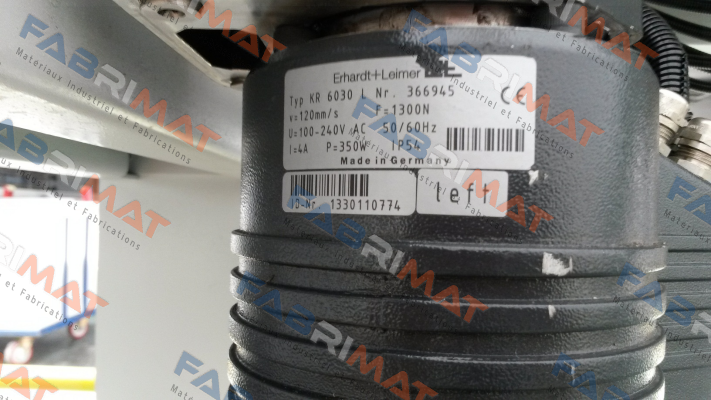 Erhardt+Leimer
Typ KR 6030 L Nr. 366945
v=120mm/s F=1300N
U=100-240V AC 50/60Hz
I=4A P=350W IP54
Made in Germany
CE
ID-Nr. 1330110774
left
FABRIMAT
Materiaux Industriel et Fabrications